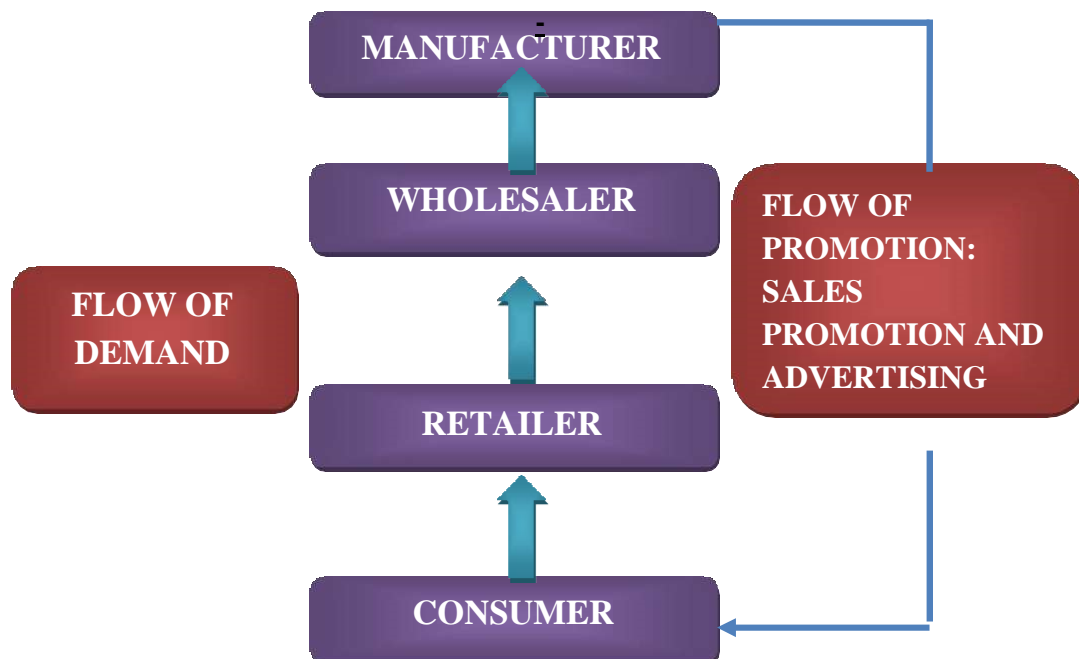 MANUFACTURER
WHOLESALER
FLOW OF
PROMOTION:
SALES
PROMOTION AND
ADVERTISING
FLOW OF
DEMAND
RETAILER
CONSUMER